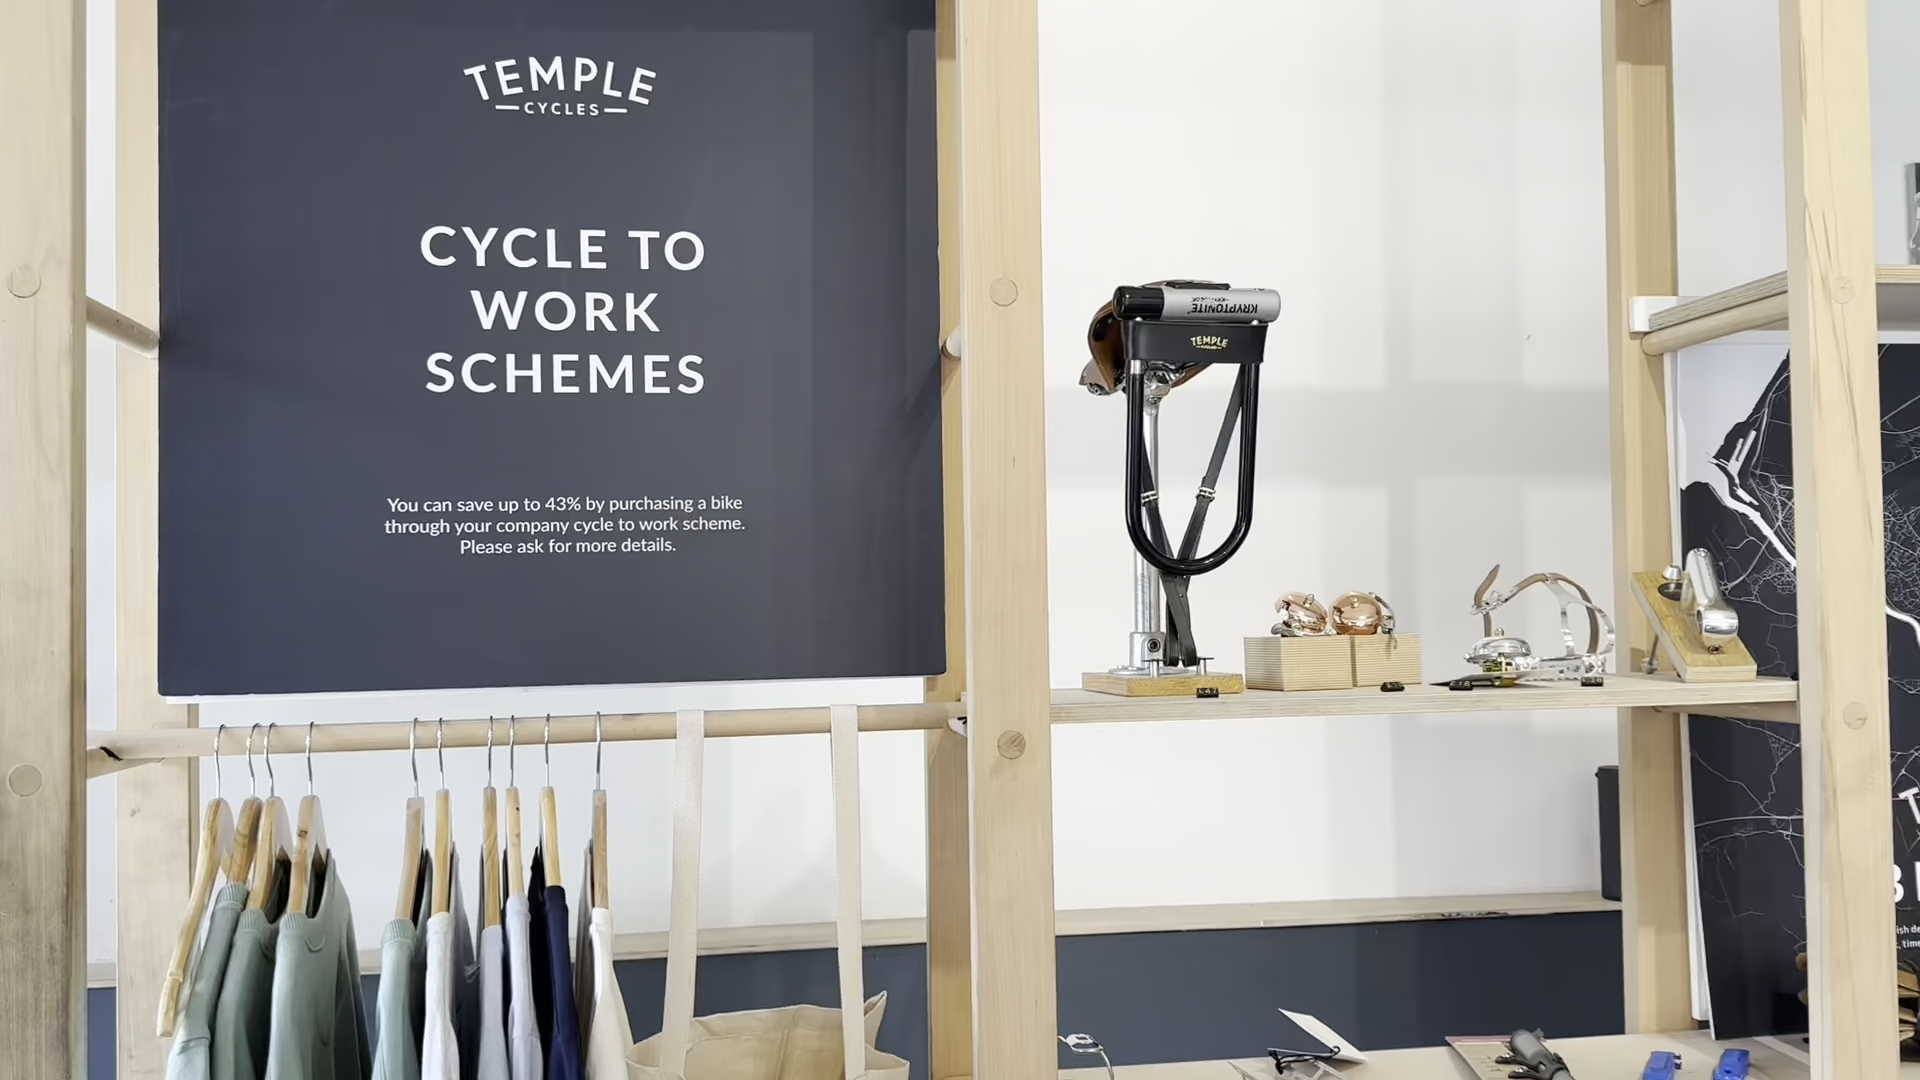 TEMPLE
CYCLES
CYCLE TO
WORK
SCHEMES
You can save up to 43% by purchasing a bike
through your company cycle to work scheme.
Please ask for more details.
KRYPTONITE
TEMPLE